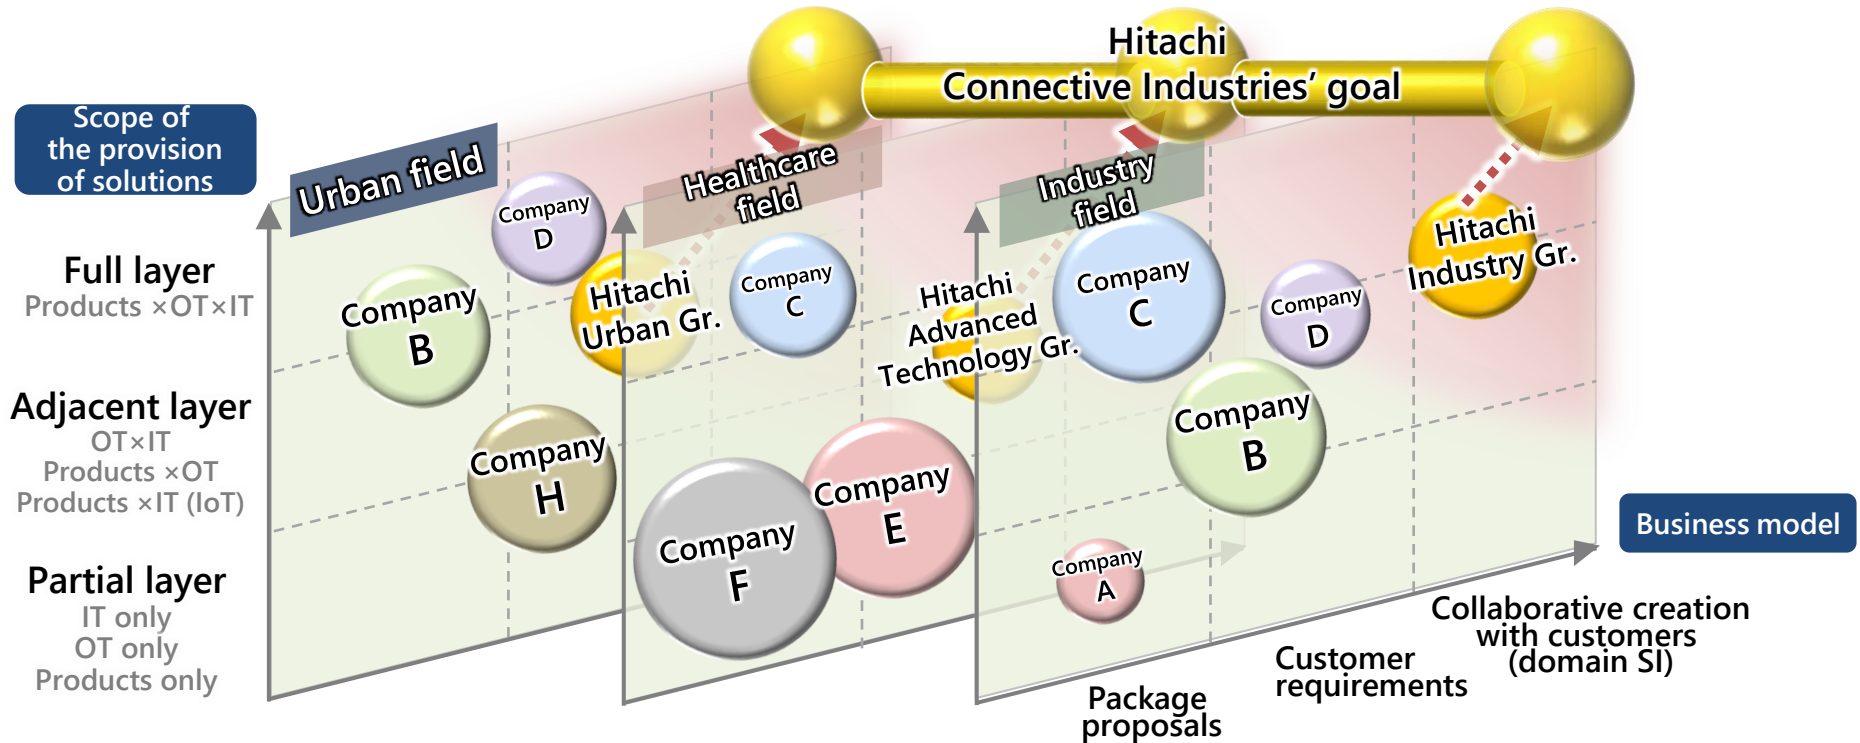 Hitachi
Connective Industries' goal
Scope of
the provision
of solutions
Urban field
Healthcare
field
Industry
field
Full layer
Products ×OT×IT
Adjacent layer
OT×IT
Products ×OT
Products ×IT (IoT)
Partial layer
IT only
OT only
Products only
Company
D
Company
B
Hitachi
Urban Gr.
Company
H
Company
C
Hitachi
Advanced
Technology Gr.
Company
E
Company
F
Company
C
Company
D
Hitachi
Industry Gr.
Company
B
Company
A
Business model
Package
proposals
Customer
requirements
Collaborative creation
with customers
(domain SI)